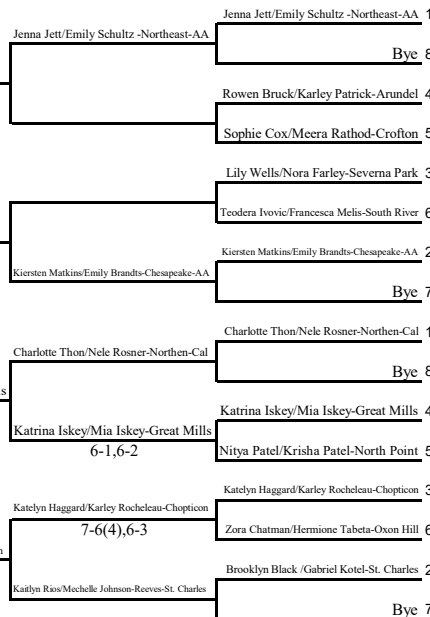 Jenna Jett/Emily Schultz -Northeast-AA 1
Jenna Jett/Emily Schultz -Northeast-AA
Bye 8
Rowen Bruck/Karley Patrick-Arundel 4
Sophie Cox/Meera Rathod-Crofton 5
Lily Wells/Nora Farley-Severna Park 3
Teodera Ivovic/Francesca Melis-South River 6
Kiersten Matkins/Emily Brandts-Chesapeake-AA 2
Kiersten Matkins/Emily Brandts-Chesapeake-AA
Bye 7
Charlotte Thon/Nele Rosner-Northen-Cal 1
Charlotte Thon/Nele Rosner-Northen-Cal
Bye 8
s
Katrina Iskey/Mia Iskey-Great Mills 4
Katrina Iskey/Mia Iskey-Great Mills
6-1,6-2
Nitya Patel/Krisha Patel-North Point 5
Katelyn Haggard/Karley Rocheleau-Chopticon 3
Katelyn Haggard/Karley Rocheleau-Chopticon
7-6(4),6-3
Zora Chatman/Hermione Tabeta-Oxon Hill 6
n
Brooklyn Black /Gabriel Kotel-St. Charles 2
Kaitlyn Rios/Mechelle Johnson-Reeves-St. Charles
Bye 7